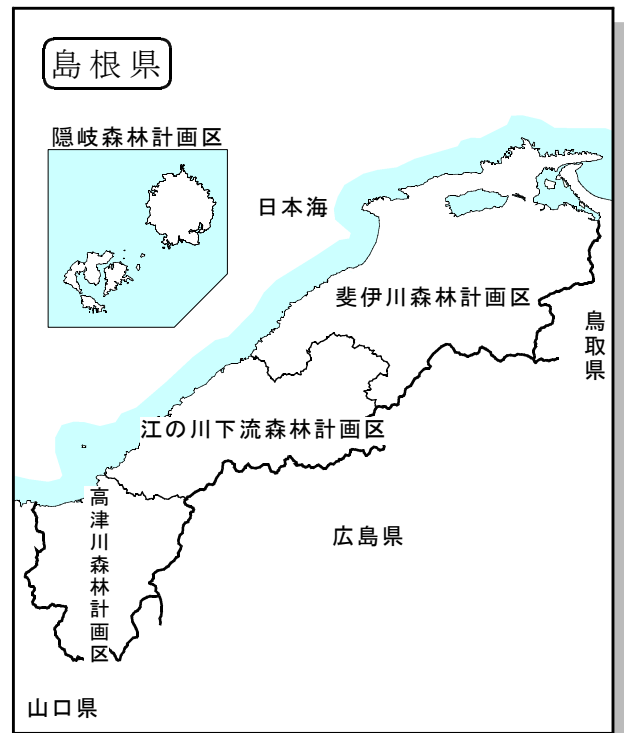 島根県
隠岐森林計画区
日本海
斐伊川森林計画区
鳥取県
江の川下流森林計画区
高津川森林計画区
広島県
山口県